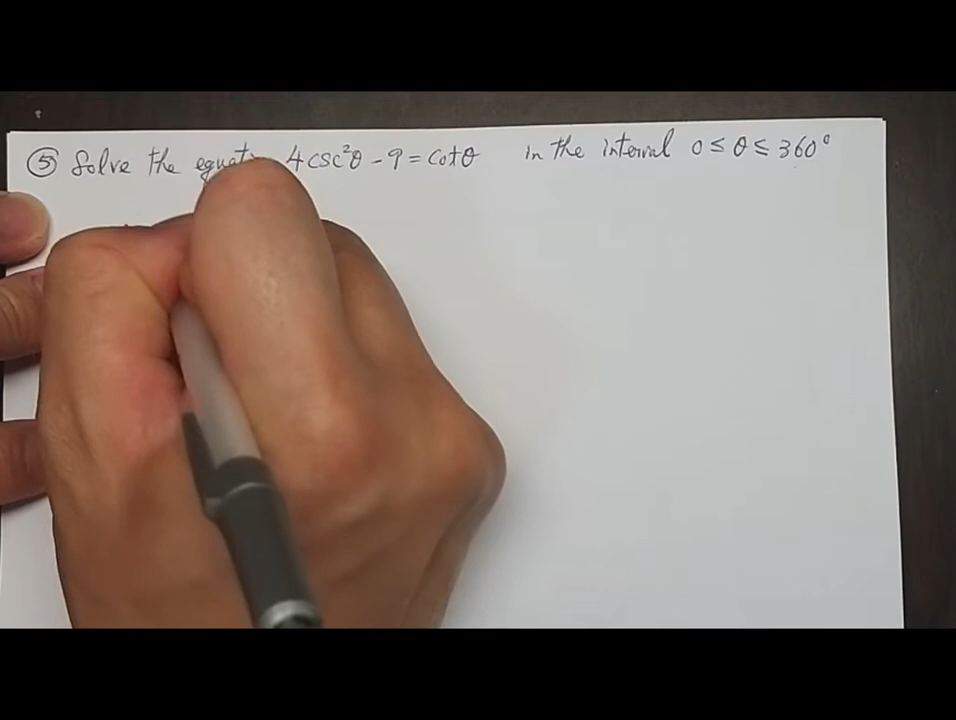 ⑤ Solve the 4csc²θ - 9 = cotθ in the interval 0 ≤ θ ≤ 360°